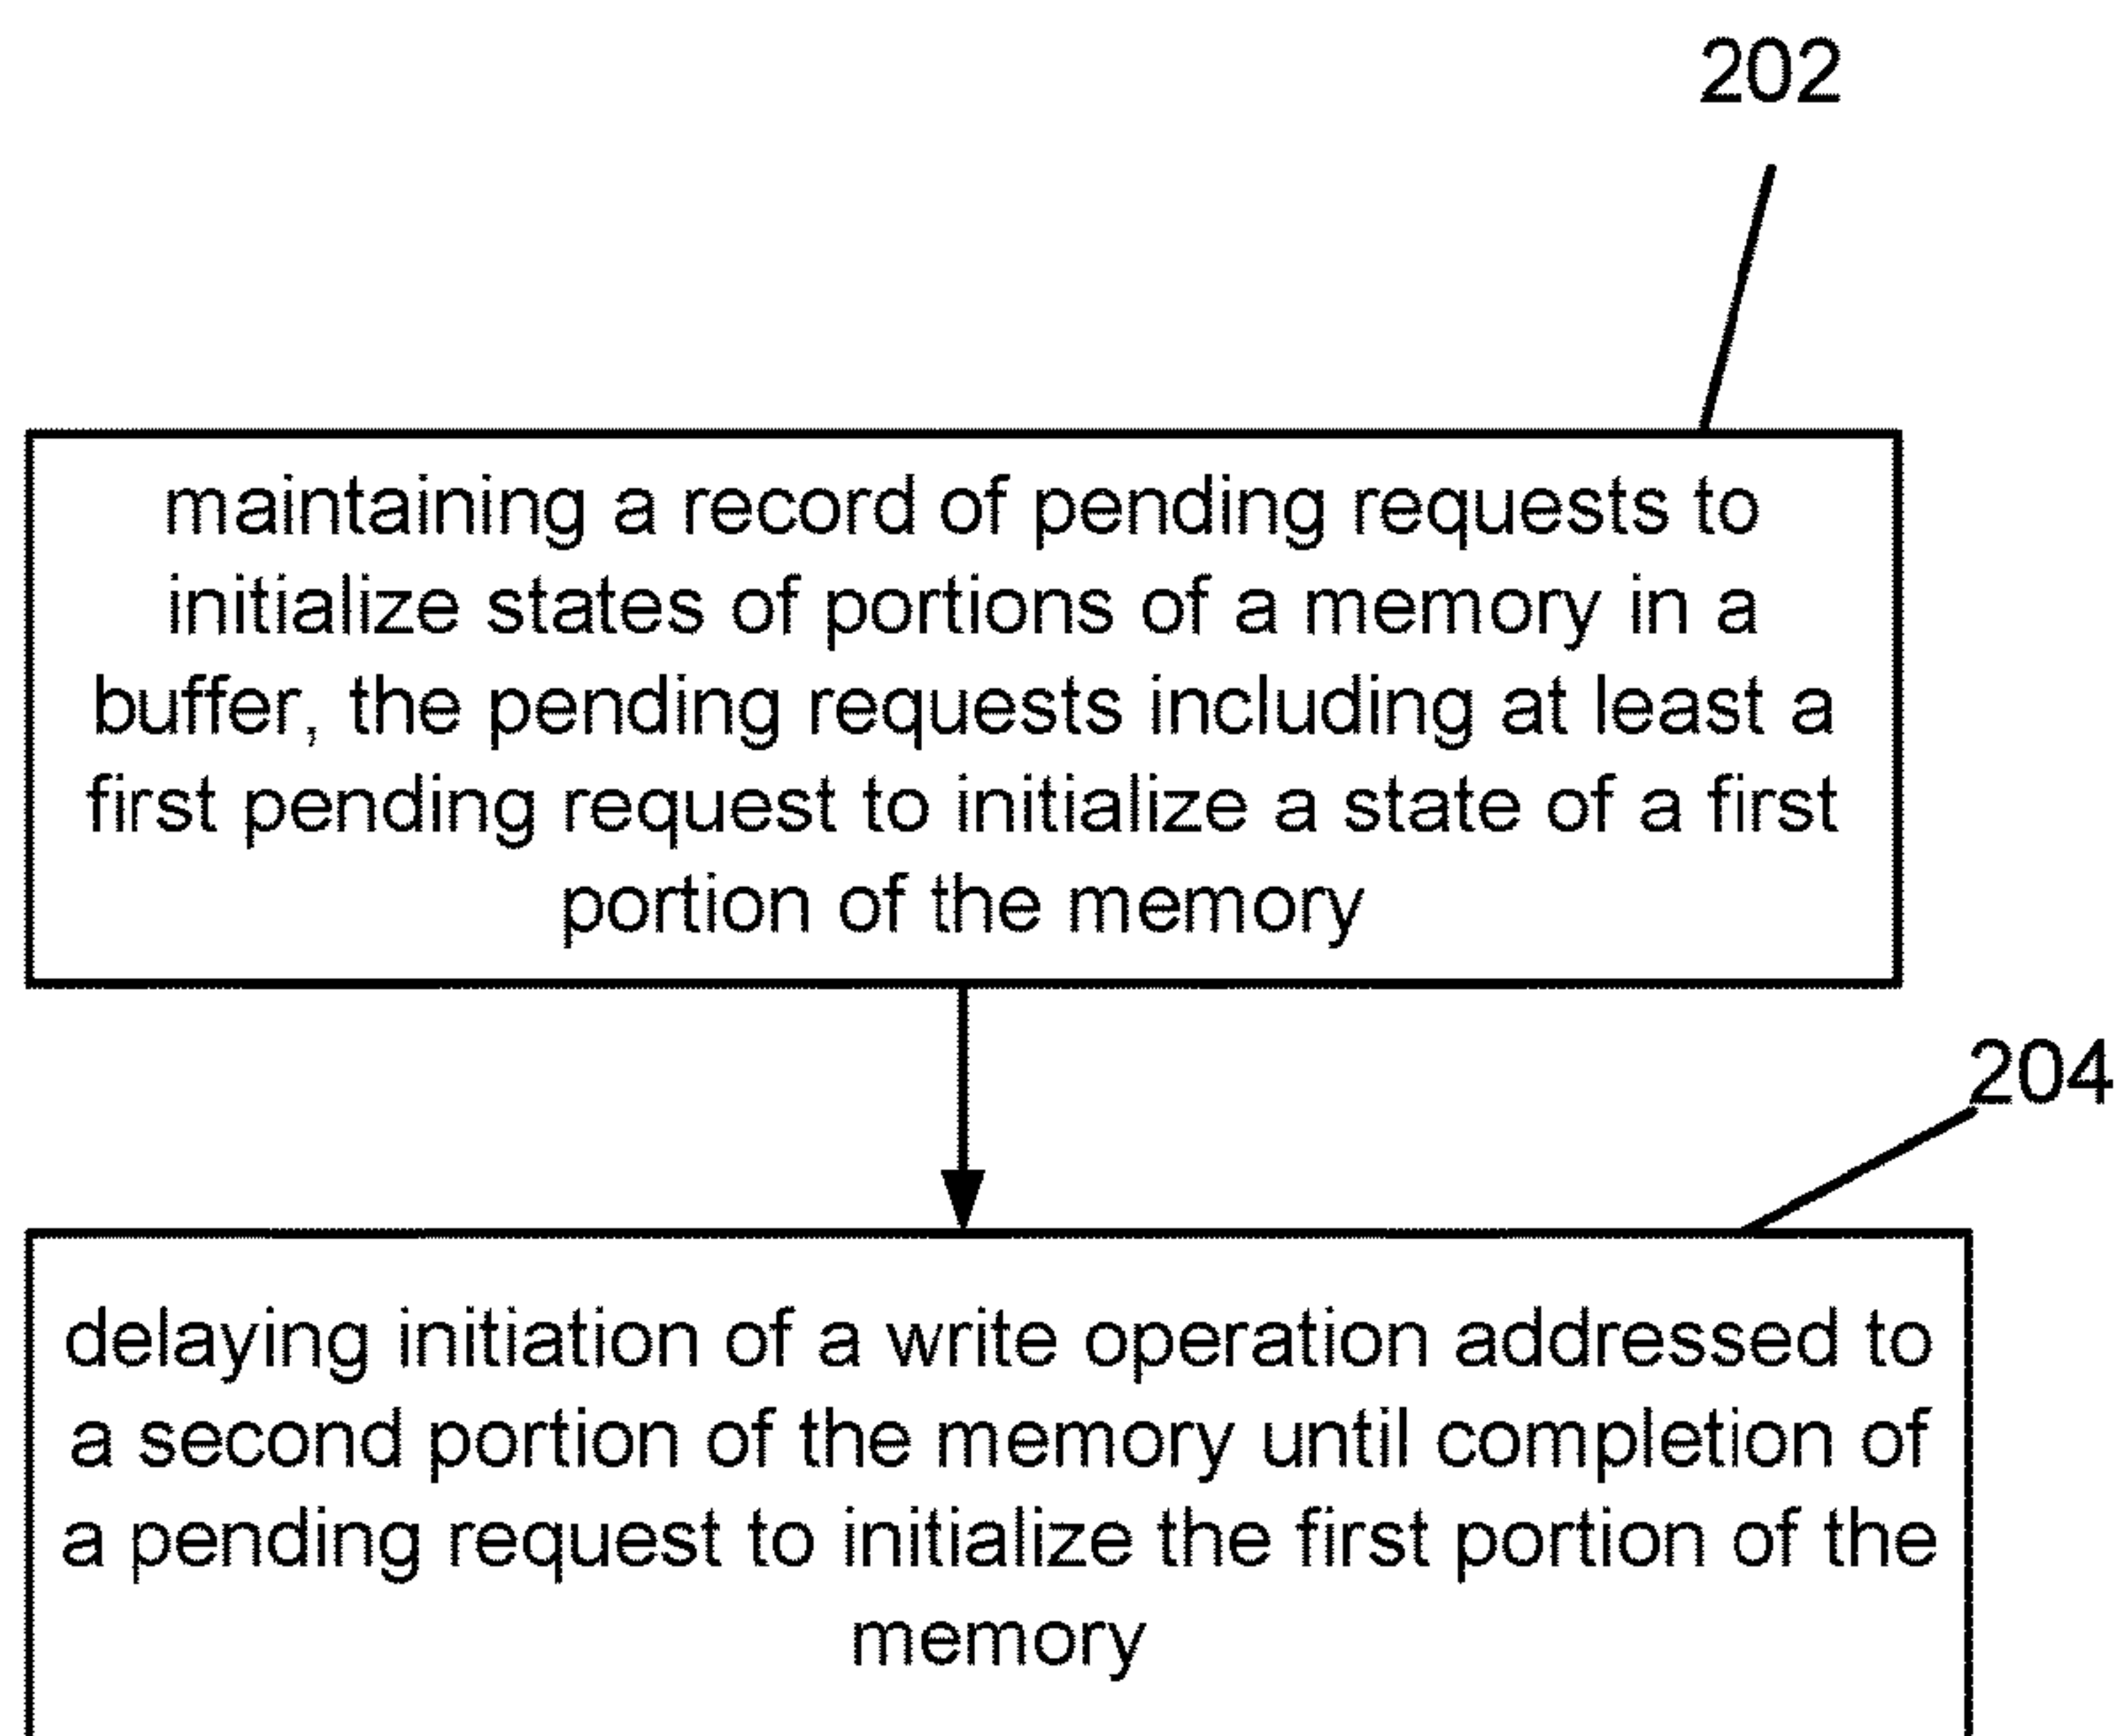 202
maintaining a record of pending requests to
initialize states of portions of a memory in a
buffer, the pending requests including at least a
first pending request to initialize a state of a first
portion of the memory
204
delaying initiation of a write operation addressed to
a second portion of the memory until completion of
a pending request to initialize the first portion of the
memory